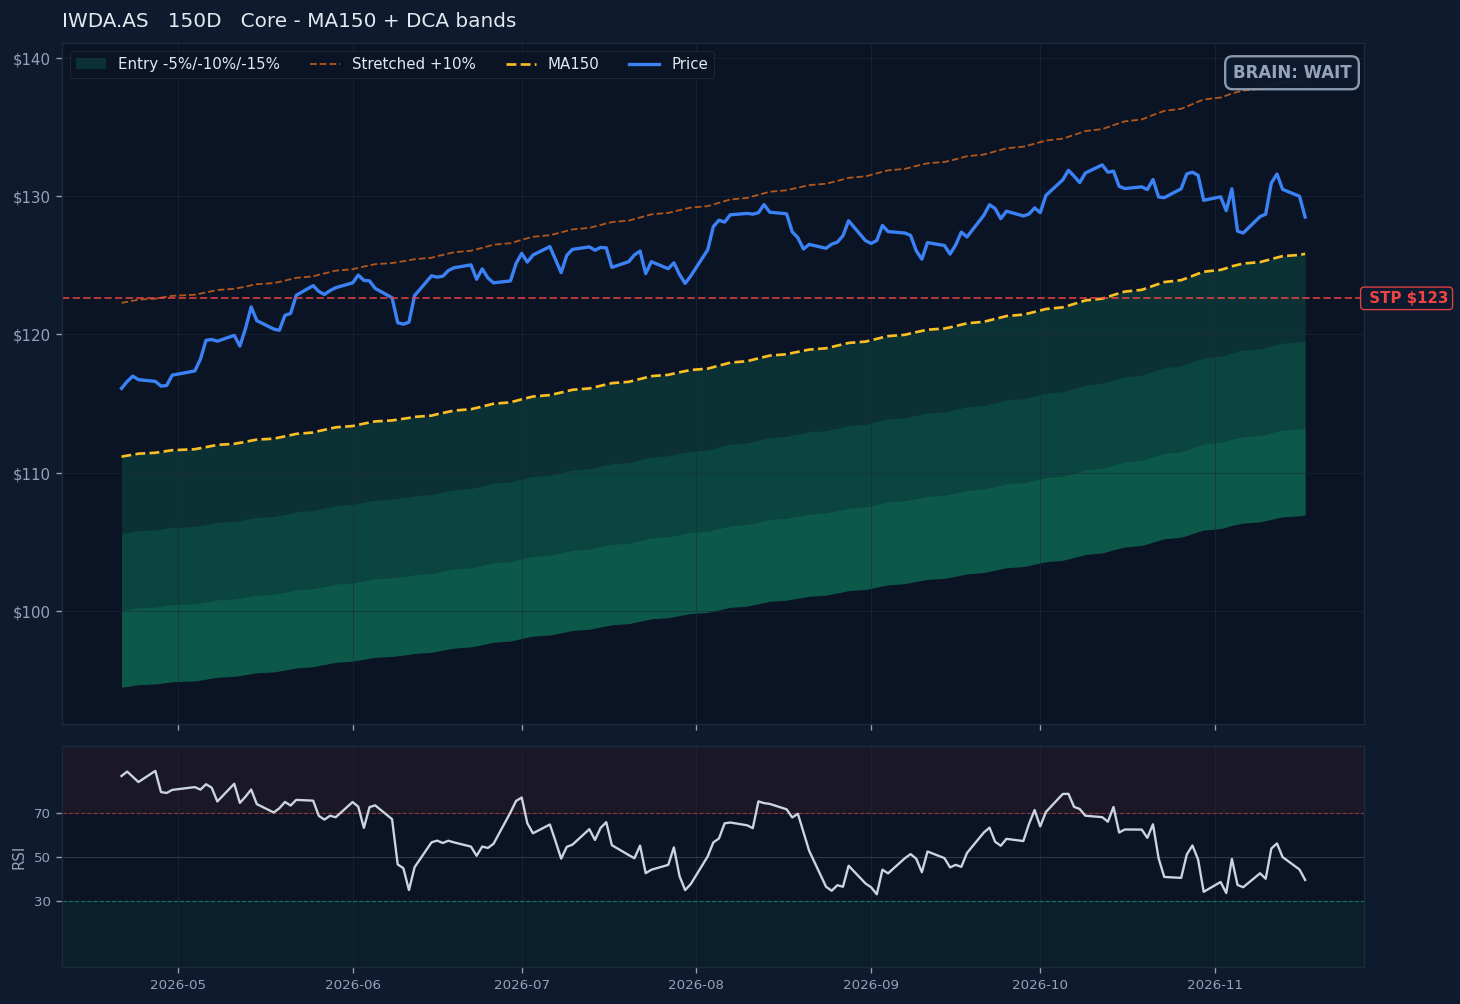 IWDA.AS   150D   Core - MA150 + DCA bands
Entry -5%/-10%/-15%   Stretched +10%   MA150   Price
BRAIN: WAIT
$140
$130
STP $123
$120
$110
$100
RSI
70
50
30
2026-05   2026-06   2026-07   2026-08   2026-09   2026-10   2026-11